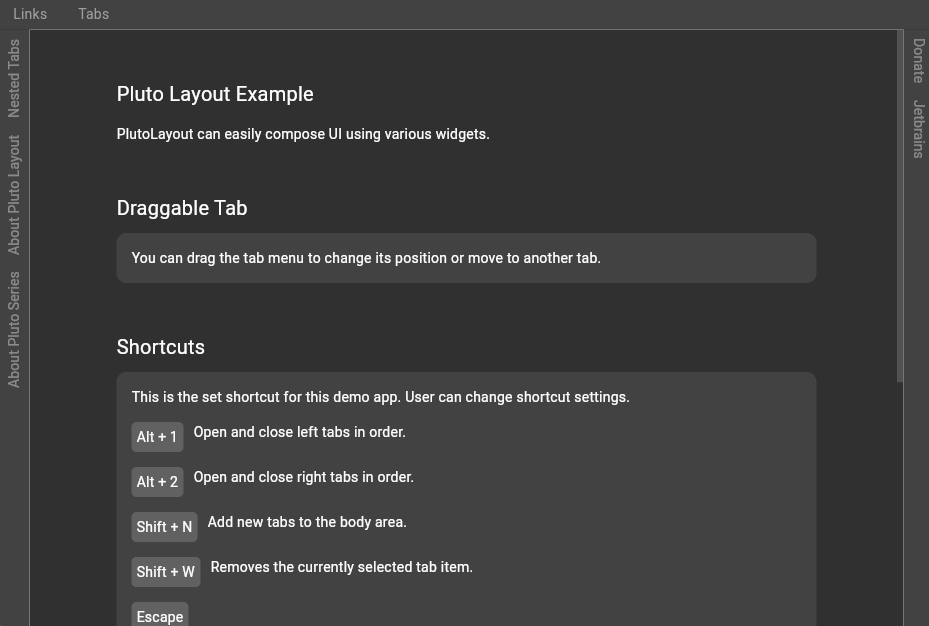 Links Tabs
Nested Tabs
About Pluto Layout
About Pluto Series
Pluto Layout Example
PlutoLayout can easily compose UI using various widgets.
Draggable Tab
You can drag the tab menu to change its position or move to another tab.
Shortcuts
This is the set shortcut for this demo app. User can change shortcut settings.
Alt + 1 Open and close left tabs in order.
Alt + 2 Open and close right tabs in order.
Shift + N Add new tabs to the body area.
Shift + W Removes the currently selected tab item.
Escape
Donate
Jetbrains